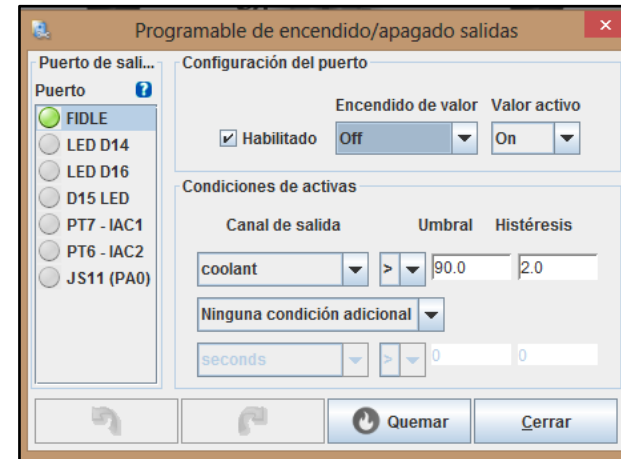 Programable de encendido/apagado salidas
Puerto de sali...
Puerto
FIDLE
LED D14
LED D16
D15 LED
PT7 - IAC1
PT6 - IAC2
JS11 (PA0)
Configuración del puerto
Encendido de valor Valor activo
Habilitado Off On
Condiciones de activas
Canal de salida Umbral Histéresis
coolant > 90.0 2.0
Ninguna condición adicional
seconds > 0 0
Quemar Cerrar